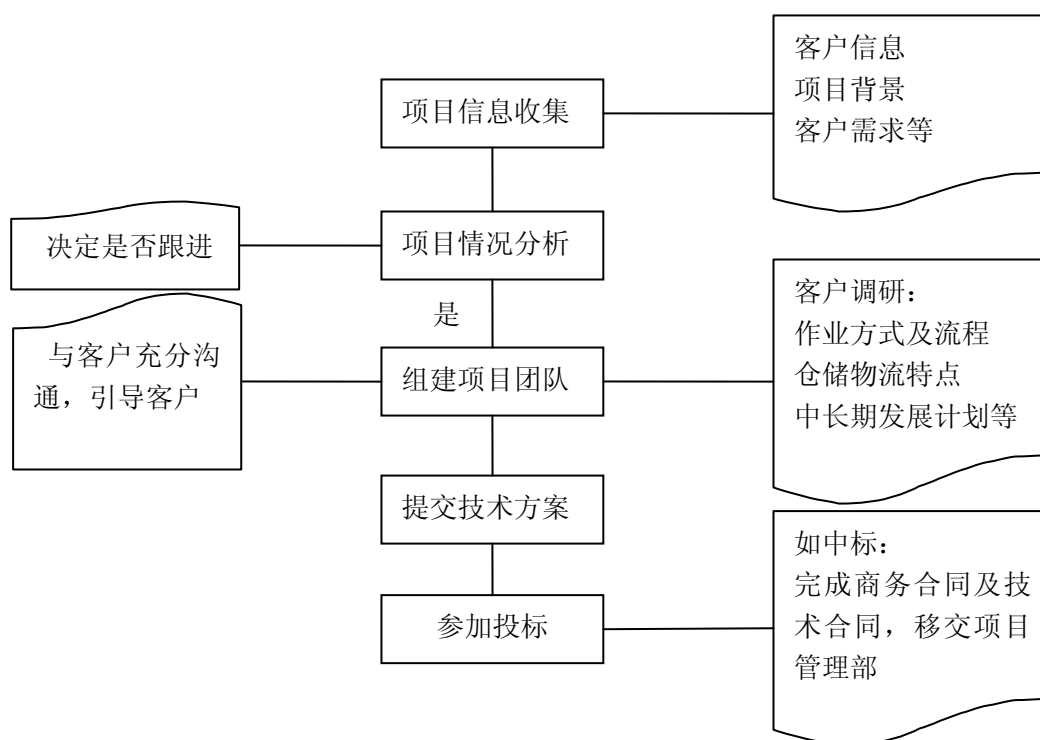 客户信息
项目背景
客户需求等
项目信息收集
决定是否跟进
项目情况分析
是
客户调研：
作业方式及流程
仓储物流特点
中长期发展计划等
与客户充分沟
通，引导客户
组建项目团队
提交技术方案
如中标：
完成商务合同及技
术合同，移交项目
管理部
参加投标